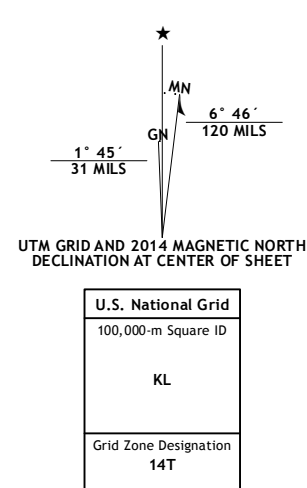 ★
MN
GN
6° 46´
120 MILS
1° 45´
31 MILS
UTM GRID AND 2014 MAGNETIC NORTH
DECLINATION AT CENTER OF SHEET
U.S. National Grid
100,000-m Square ID
KL
Grid Zone Designation
14T